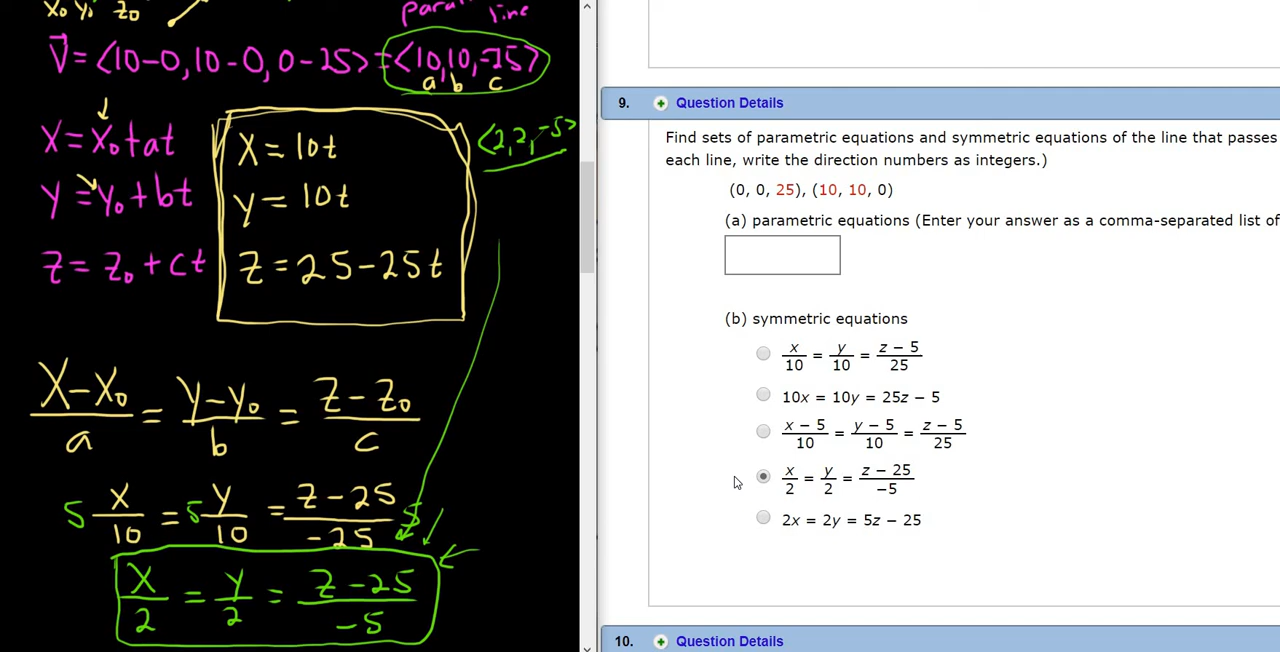 x₀ y₀ z₀
line
V⃗ = <10-0, 10-0, 0-25> = <10, 10, -25>
a b c
<2, 2, -5>
x = x₀ + at
y = y₀ + bt
z = z₀ + ct
x = 10t
y = 10t
z = 25 - 25t
x - x₀ / a = y - y₀ / b = z - z₀ / c
5 x / 10 = 5 y / 10 = z - 25 / -25 5
x / 2 = y / 2 = z - 25 / -5
9. Question Details
Find sets of parametric equations and symmetric equations of the line that passes
each line, write the direction numbers as integers.)
(0, 0, 25), (10, 10, 0)
(a) parametric equations (Enter your answer as a comma-separated list of
(b) symmetric equations
x / 10 = y / 10 = z − 5 / 25
10x = 10y = 25z − 5
x − 5 / 10 = y − 5 / 10 = z − 5 / 25
x / 2 = y / 2 = z − 25 / −5
2x = 2y = 5z − 25
10. Question Details